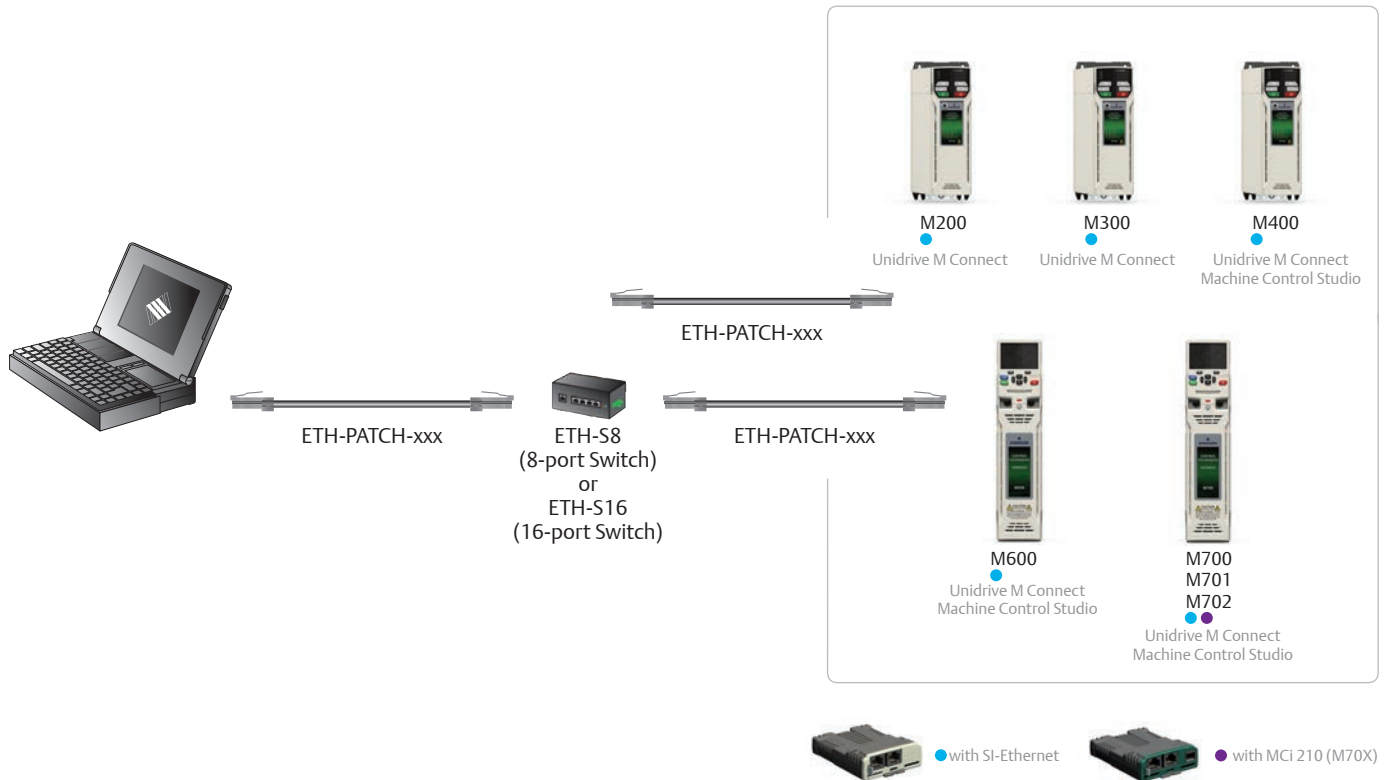 M200
Unidrive M Connect
M300
Unidrive M Connect
M400
Unidrive M Connect
Machine Control Studio
ETH-PATCH-xxx
ETH-PATCH-xxx
ETH-S8
(8-port Switch)
or
ETH-S16
(16-port Switch)
ETH-PATCH-xxx
M600
Unidrive M Connect
Machine Control Studio
M700
M701
M702
Unidrive M Connect
Machine Control Studio
with SI-Ethernet
with MCi 210 (M70X)